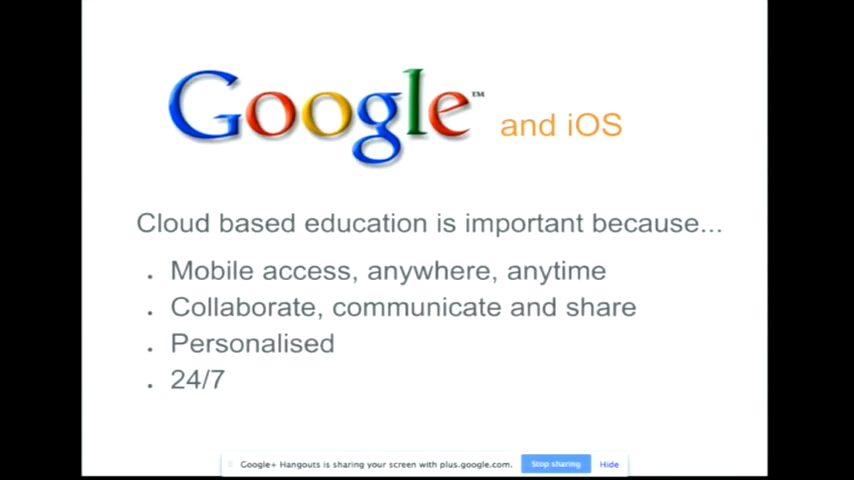 Google™ and iOS
Cloud based education is important because...
. Mobile access, anywhere, anytime
. Collaborate, communicate and share
. Personalised
. 24/7
Google+ Hangouts is sharing your screen with plus.google.com. Stop sharing Hide